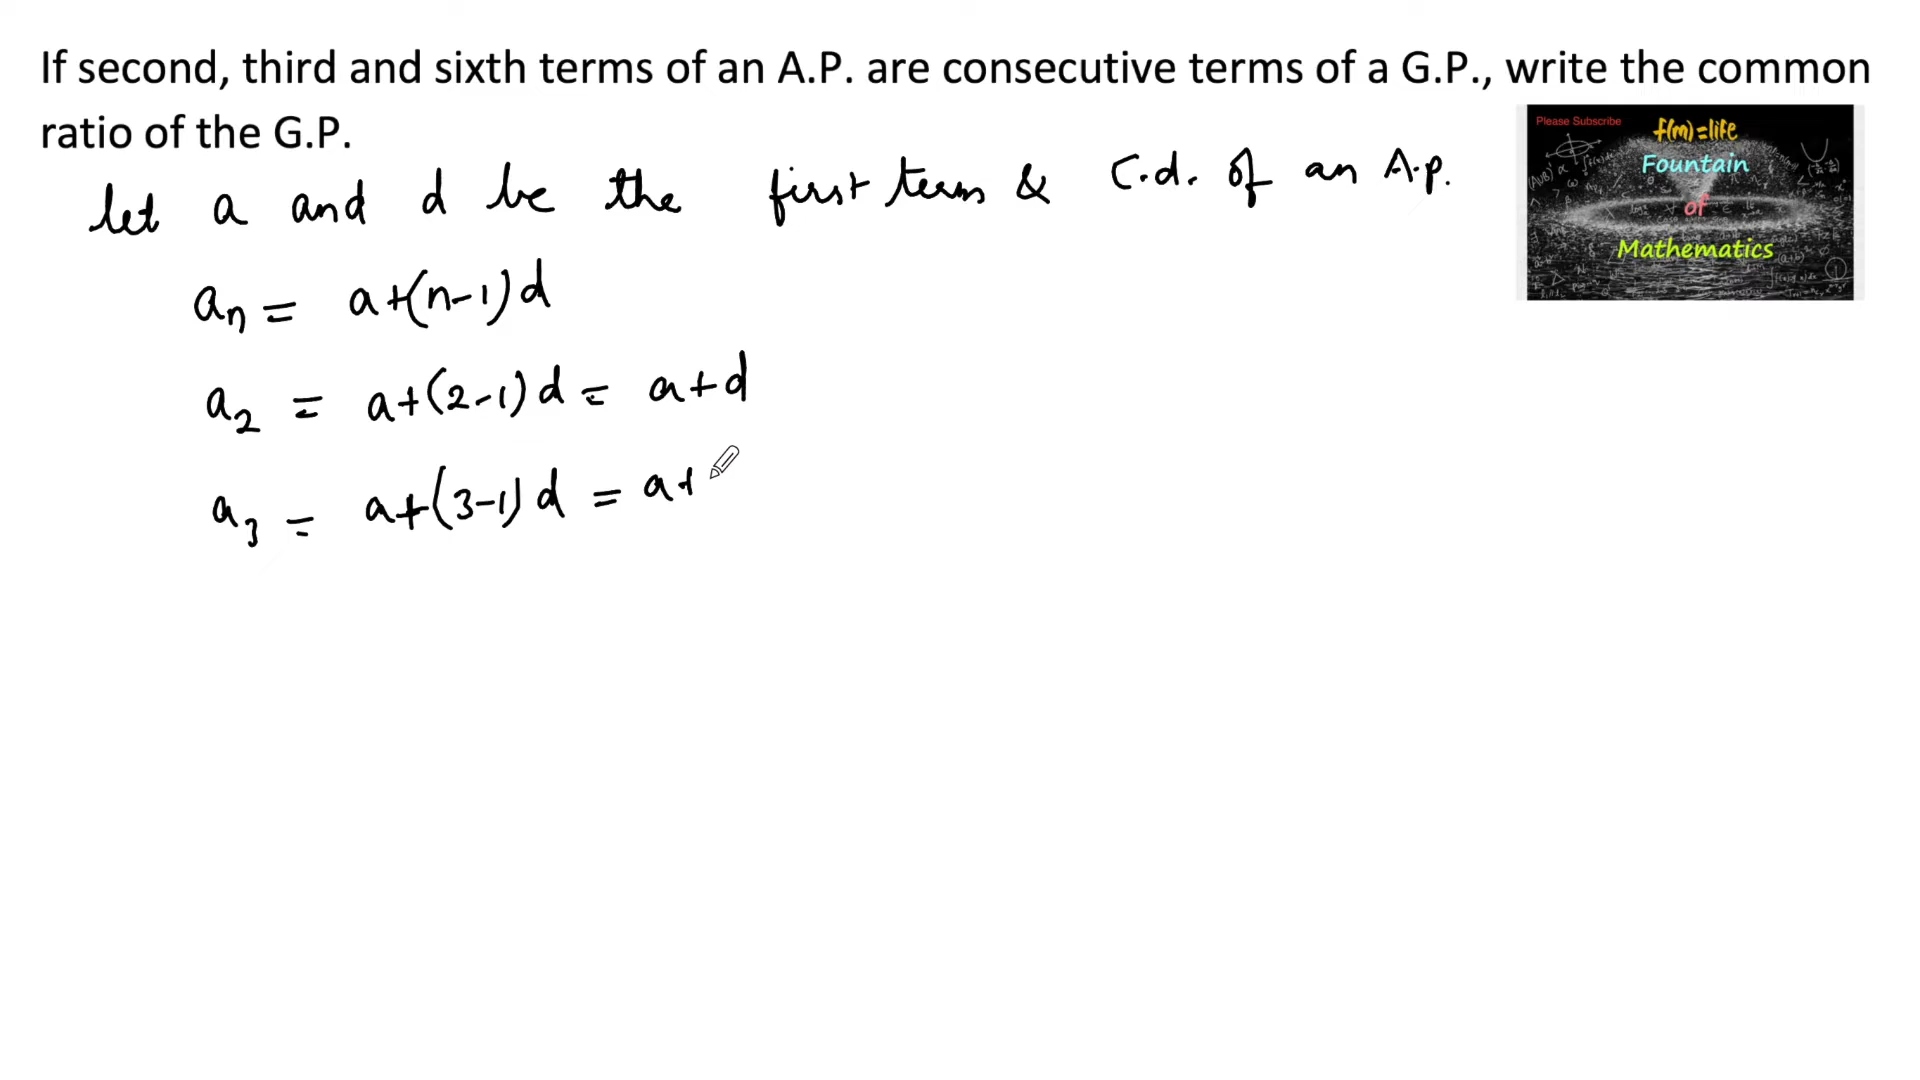 If second, third and sixth terms of an A.P. are consecutive terms of a G.P., write the common
ratio of the G.P.
Please Subscribe
f(m)=life
Fountain
of
Mathematics
let a and d be the first term & C.d. of an A.p.
aₙ = a+(n-1)d
a₂ = a+(2-1)d = a+d
a₃ = a+(3-1)d = a+